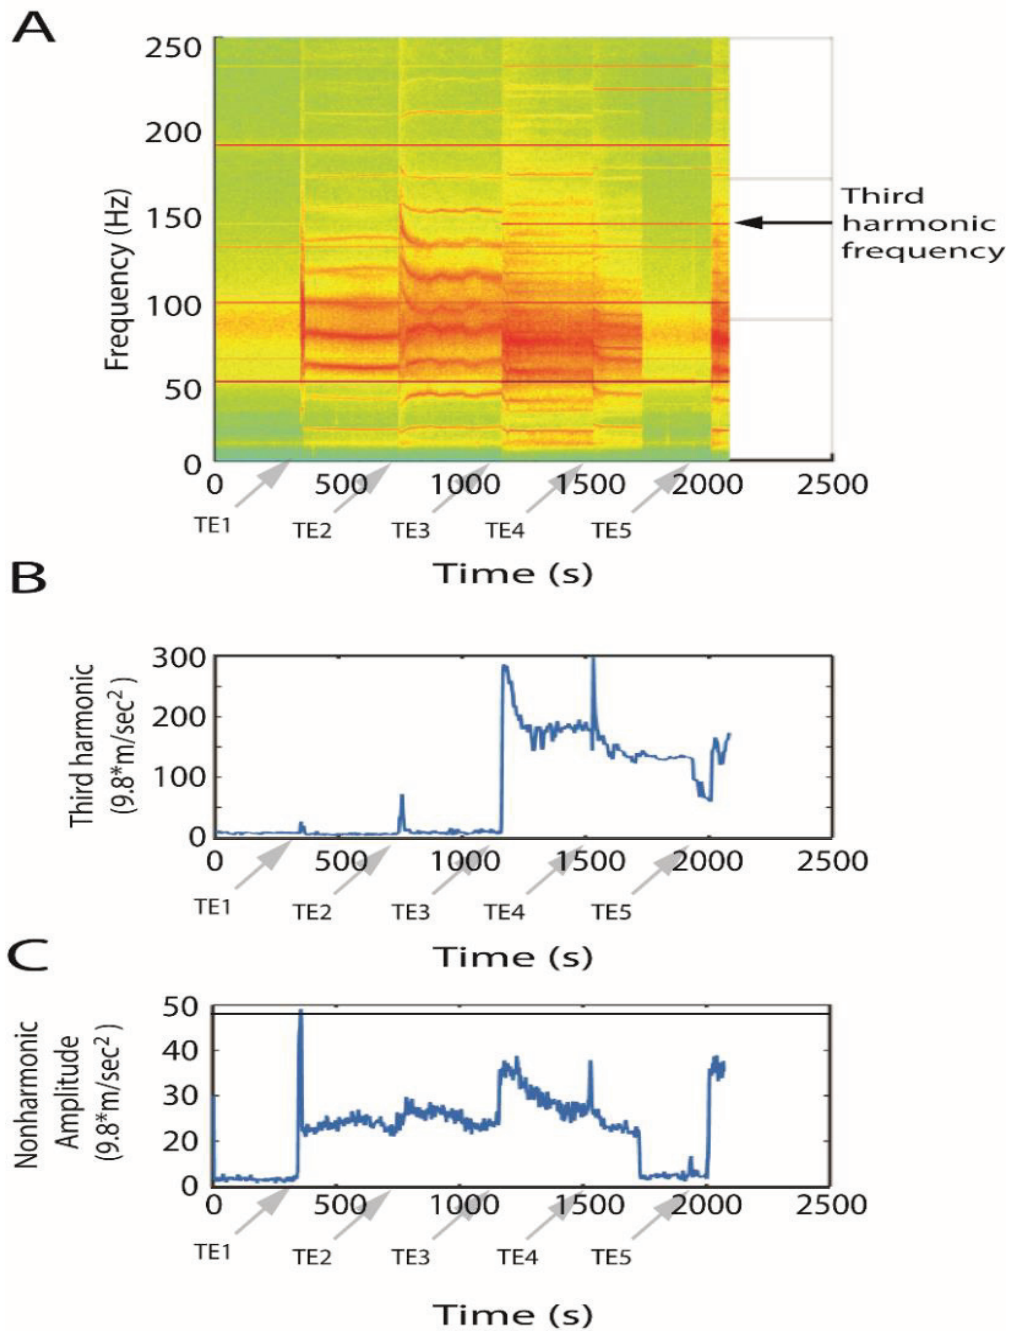 A
250
200
150
100
50
0
Frequency (Hz)
Third
harmonic
frequency
0 500 1000 1500 2000 2500
TE1 TE2 TE3 TE4 TE5
Time (s)
B
Third harmonic
(9.8*m/sec²)
300
200
100
0
0 500 1000 1500 2000 2500
TE1 TE2 TE3 TE4 TE5
Time (s)
C
Nonharmonic
Amplitude
(9.8*m/sec²)
50
40
30
20
0
0 500 1000 1500 2000 2500
TE1 TE2 TE3 TE4 TE5
Time (s)